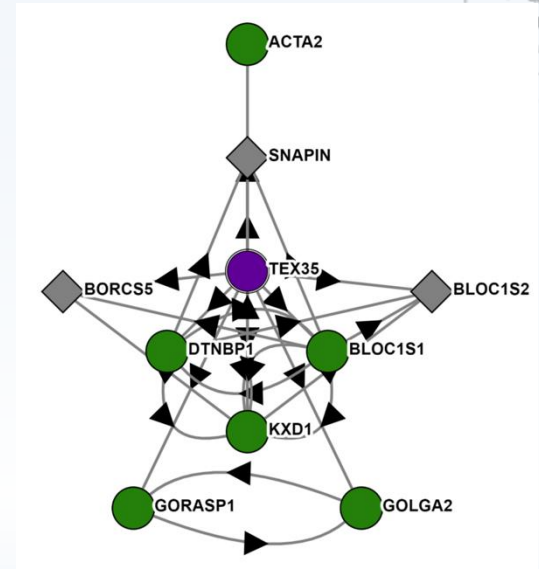 ACTA2
SNAPIN
TEX35
BORCS5
BLOC1S2
DTNBP1
BLOC1S1
KXD1
GORASP1
GOLGA2